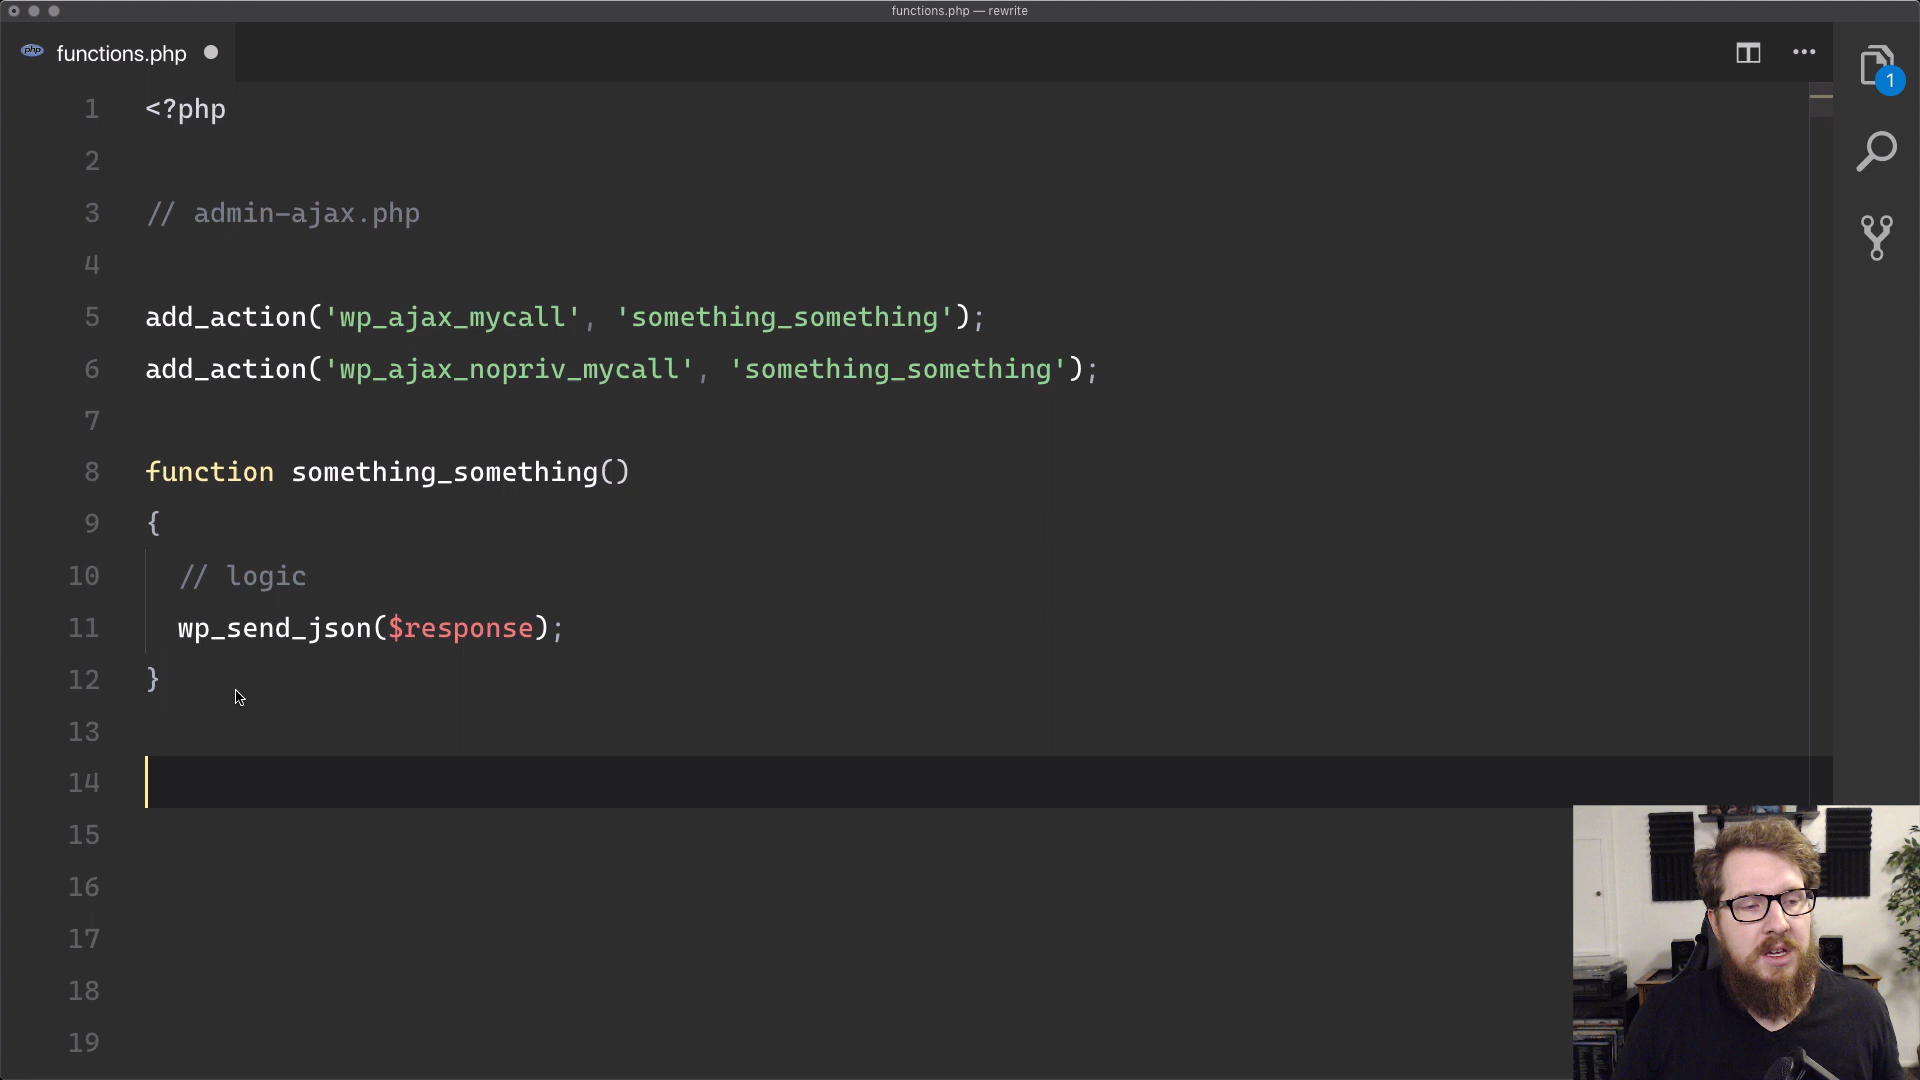 functions.php — rewrite
php functions.php
1
1 <?php
2
3 // admin-ajax.php
4
5 add_action('wp_ajax_mycall', 'something_something');
6 add_action('wp_ajax_nopriv_mycall', 'something_something');
7
8 function something_something()
9 {
10 // logic
11 wp_send_json($response);
12 }
13
14
15
16
17
18
19